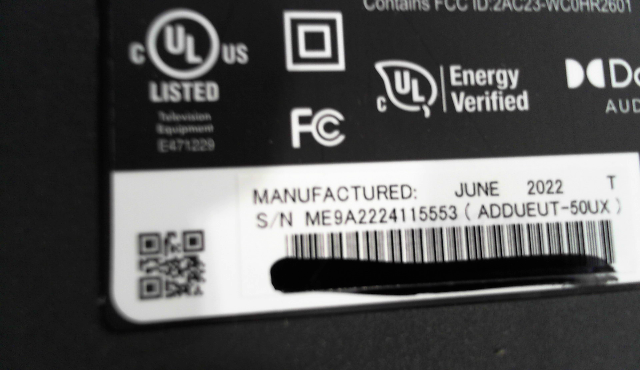 Contains FCC ID:2AC23-WC0HR2601
C UL US
LISTED
Television
Equipment
E471229
FC
C UL Energy
Verified
AUD
MANUFACTURED: JUNE 2022 T
S/N ME9A2224115553 ( ADDUEUT-50UX )